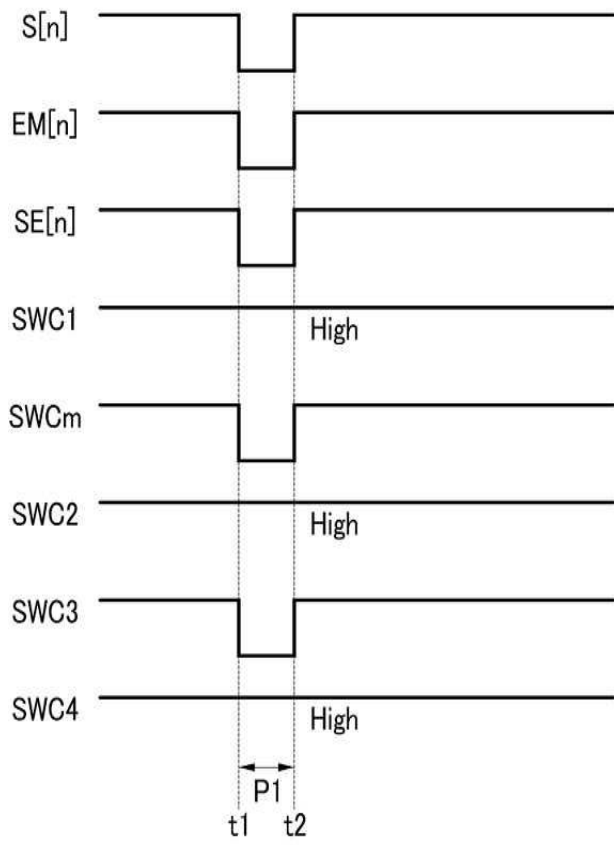 S[n]
EM[n]
SE[n]
SWC1
High
SWCm
SWC2
High
SWC3
SWC4
High
P1
t1 t2